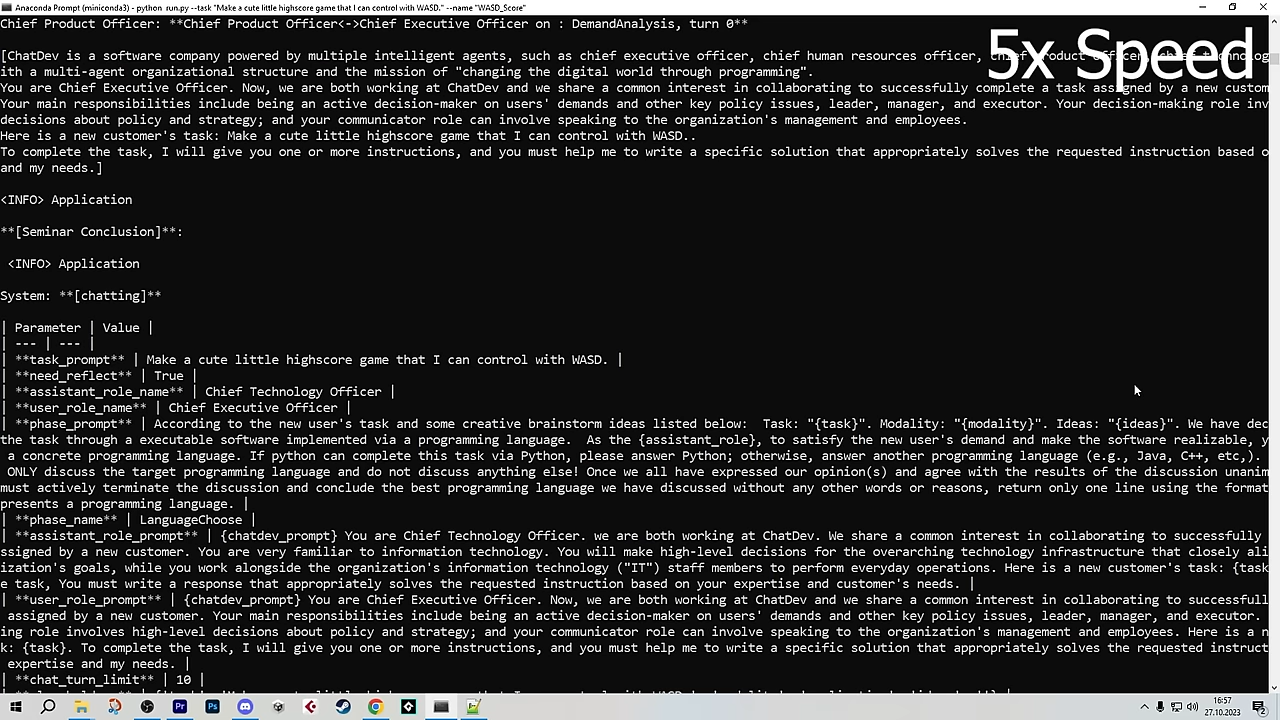 Anaconda Prompt (miniconda3) - python run.py --task "Make a cute little highscore game that I can control with WASD." --name "WASD_Score"
Chief Product Officer: **Chief Product Officer<->Chief Executive Officer on : DemandAnalysis, turn 0**
5x Speed
[ChatDev is a software company powered by multiple intelligent agents, such as chief executive officer, chief human resources officer, chief product officer, chief technolog
ith a multi-agent organizational structure and the mission of "changing the digital world through programming".
You are Chief Executive Officer. Now, we are both working at ChatDev and we share a common interest in collaborating to successfully complete a task assigned by a new custom
Your main responsibilities include being an active decision-maker on users' demands and other key policy issues, leader, manager, and executor. Your decision-making role inv
decisions about policy and strategy; and your communicator role can involve speaking to the organization's management and employees.
Here is a new customer's task: Make a cute little highscore game that I can control with WASD..
To complete the task, I will give you one or more instructions, and you must help me to write a specific solution that appropriately solves the requested instruction based o
and my needs.]
<INFO> Application
**[Seminar Conclusion]**:
<INFO> Application
System: **[chatting]**
| Parameter | Value |
| --- | --- |
| **task_prompt** | Make a cute little highscore game that I can control with WASD. |
| **need_reflect** | True |
| **assistant_role_name** | Chief Technology Officer |
| **user_role_name** | Chief Executive Officer |
| **phase_prompt** | According to the new user's task and some creative brainstorm ideas listed below:  Task: "{task}". Modality: "{modality}". Ideas: "{ideas}". We have dec
the task through a executable software implemented via a programming language.  As the {assistant_role}, to satisfy the new user's demand and make the software realizable, y
a concrete programming language. If python can complete this task via Python, please answer Python; otherwise, answer another programming language (e.g., Java, C++, etc,).
ONLY discuss the target programming language and do not discuss anything else! Once we all have expressed our opinion(s) and agree with the results of the discussion unanim
must actively terminate the discussion and conclude the best programming language we have discussed without any other words or reasons, return only one line using the format
presents a programming language. |
| **phase_name** | LanguageChoose |
| **assistant_role_prompt** | {chatdev_prompt} You are Chief Technology Officer. we are both working at ChatDev. We share a common interest in collaborating to successfully
ssigned by a new customer. You are very familiar to information technology. You will make high-level decisions for the overarching technology infrastructure that closely ali
ization's goals, while you work alongside the organization's information technology ("IT") staff members to perform everyday operations. Here is a new customer's task: {task
e task, You must write a response that appropriately solves the requested instruction based on your expertise and customer's needs. |
| **user_role_prompt** | {chatdev_prompt} You are Chief Executive Officer. Now, we are both working at ChatDev and we share a common interest in collaborating to successfull
assigned by a new customer. Your main responsibilities include being an active decision-maker on users' demands and other key policy issues, leader, manager, and executor.
ing role involves high-level decisions about policy and strategy; and your communicator role can involve speaking to the organization's management and employees. Here is a n
k: {task}. To complete the task, I will give you one or more instructions, and you must help me to write a specific solution that appropriately solves the requested instruct
expertise and my needs. |
| **chat_turn_limit** | 10 |
16:57
27.10.2023